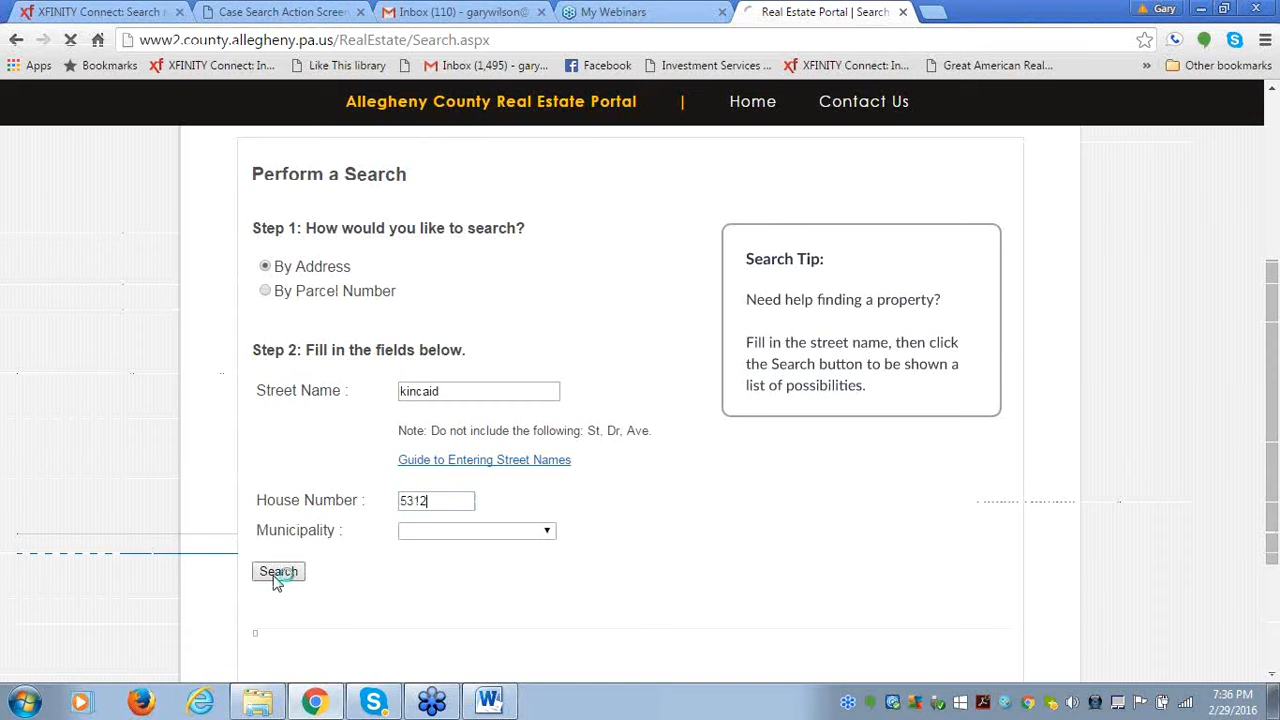 XFINITY Connect: Search r
Case Search Action Screen
Inbox (110) - garywilson@
My Webinars
Real Estate Portal | Search
Gary
www2.county.allegheny.pa.us/RealEstate/Search.aspx
Apps
Bookmarks
XFINITY Connect: In...
Like This library
Inbox (1,495) - gary...
Facebook
Investment Services ...
XFINITY Connect: In...
Great American Real...
»
Other bookmarks
Allegheny County Real Estate Portal | Home Contact Us
Perform a Search
Step 1: How would you like to search?
By Address
By Parcel Number
Search Tip:
Need help finding a property?
Fill in the street name, then click
the Search button to be shown a
list of possibilities.
Step 2: Fill in the fields below.
Street Name : kincaid
Note: Do not include the following: St, Dr, Ave.
Guide to Entering Street Names
House Number : 5312
Municipality :
Search
7:36 PM
2/29/2016